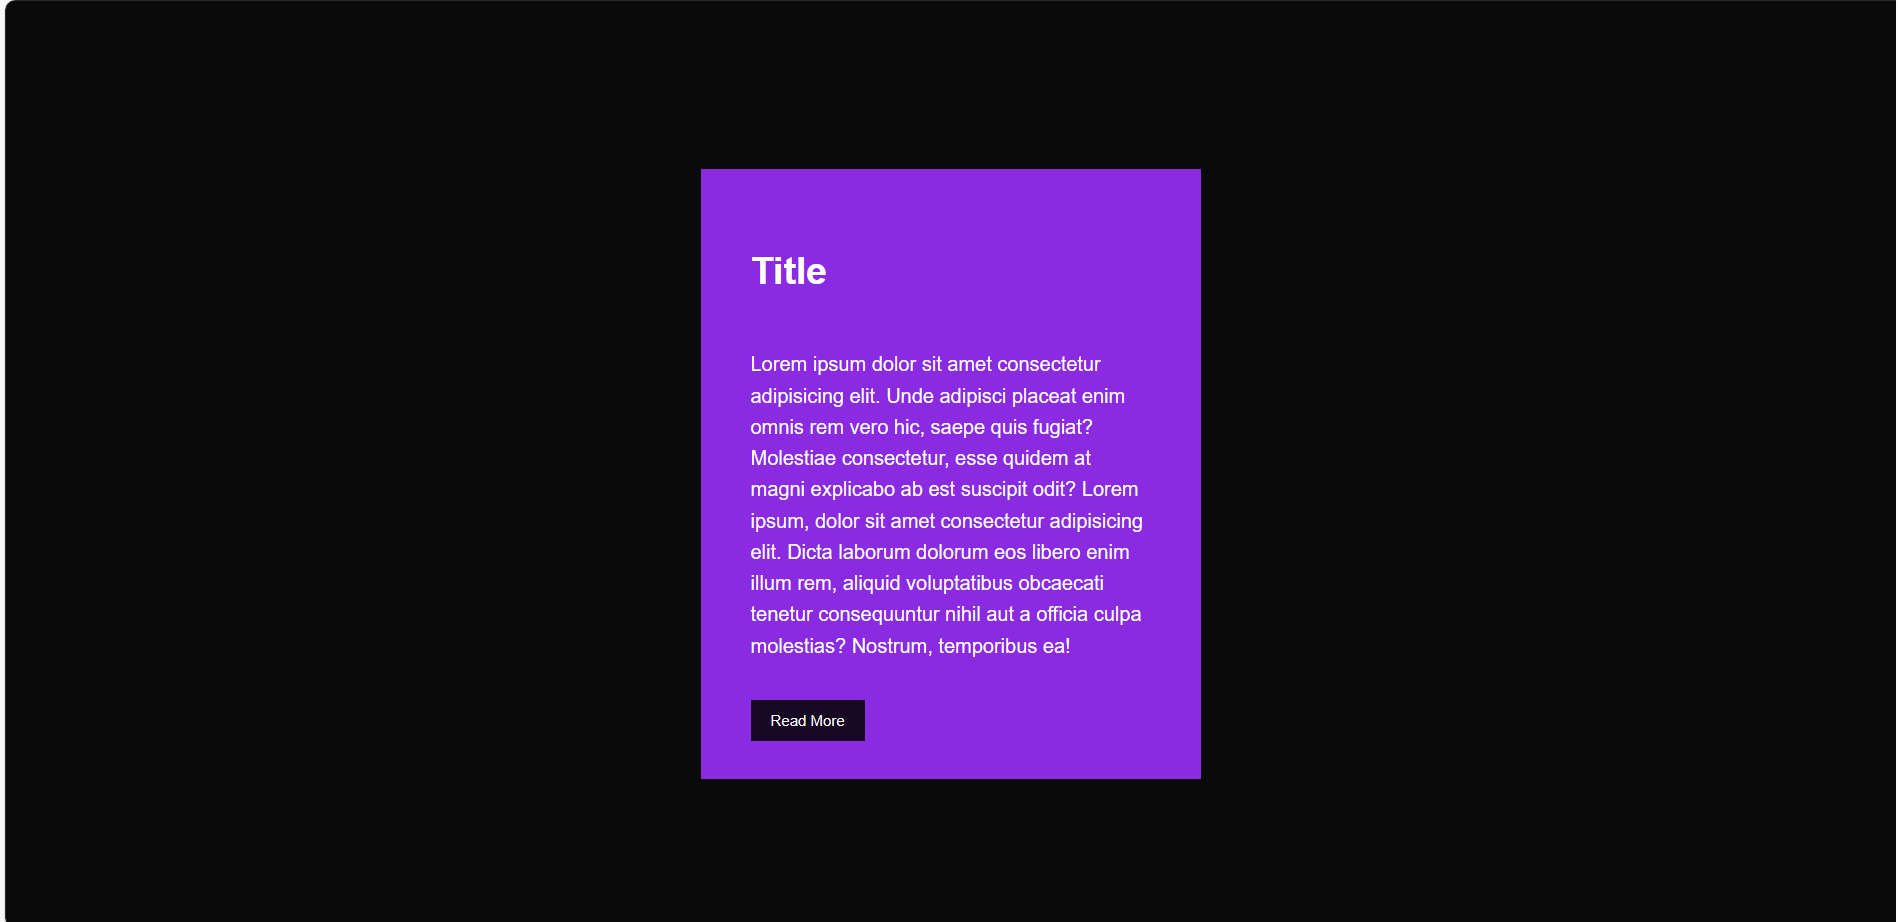 Title
Lorem ipsum dolor sit amet consectetur
adipisicing elit. Unde adipisci placeat enim
omnis rem vero hic, saepe quis fugiat?
Molestiae consectetur, esse quidem at
magni explicabo ab est suscipit odit? Lorem
ipsum, dolor sit amet consectetur adipisicing
elit. Dicta laborum dolorum eos libero enim
illum rem, aliquid voluptatibus obcaecati
tenetur consequuntur nihil aut a officia culpa
molestias? Nostrum, temporibus ea!
Read More